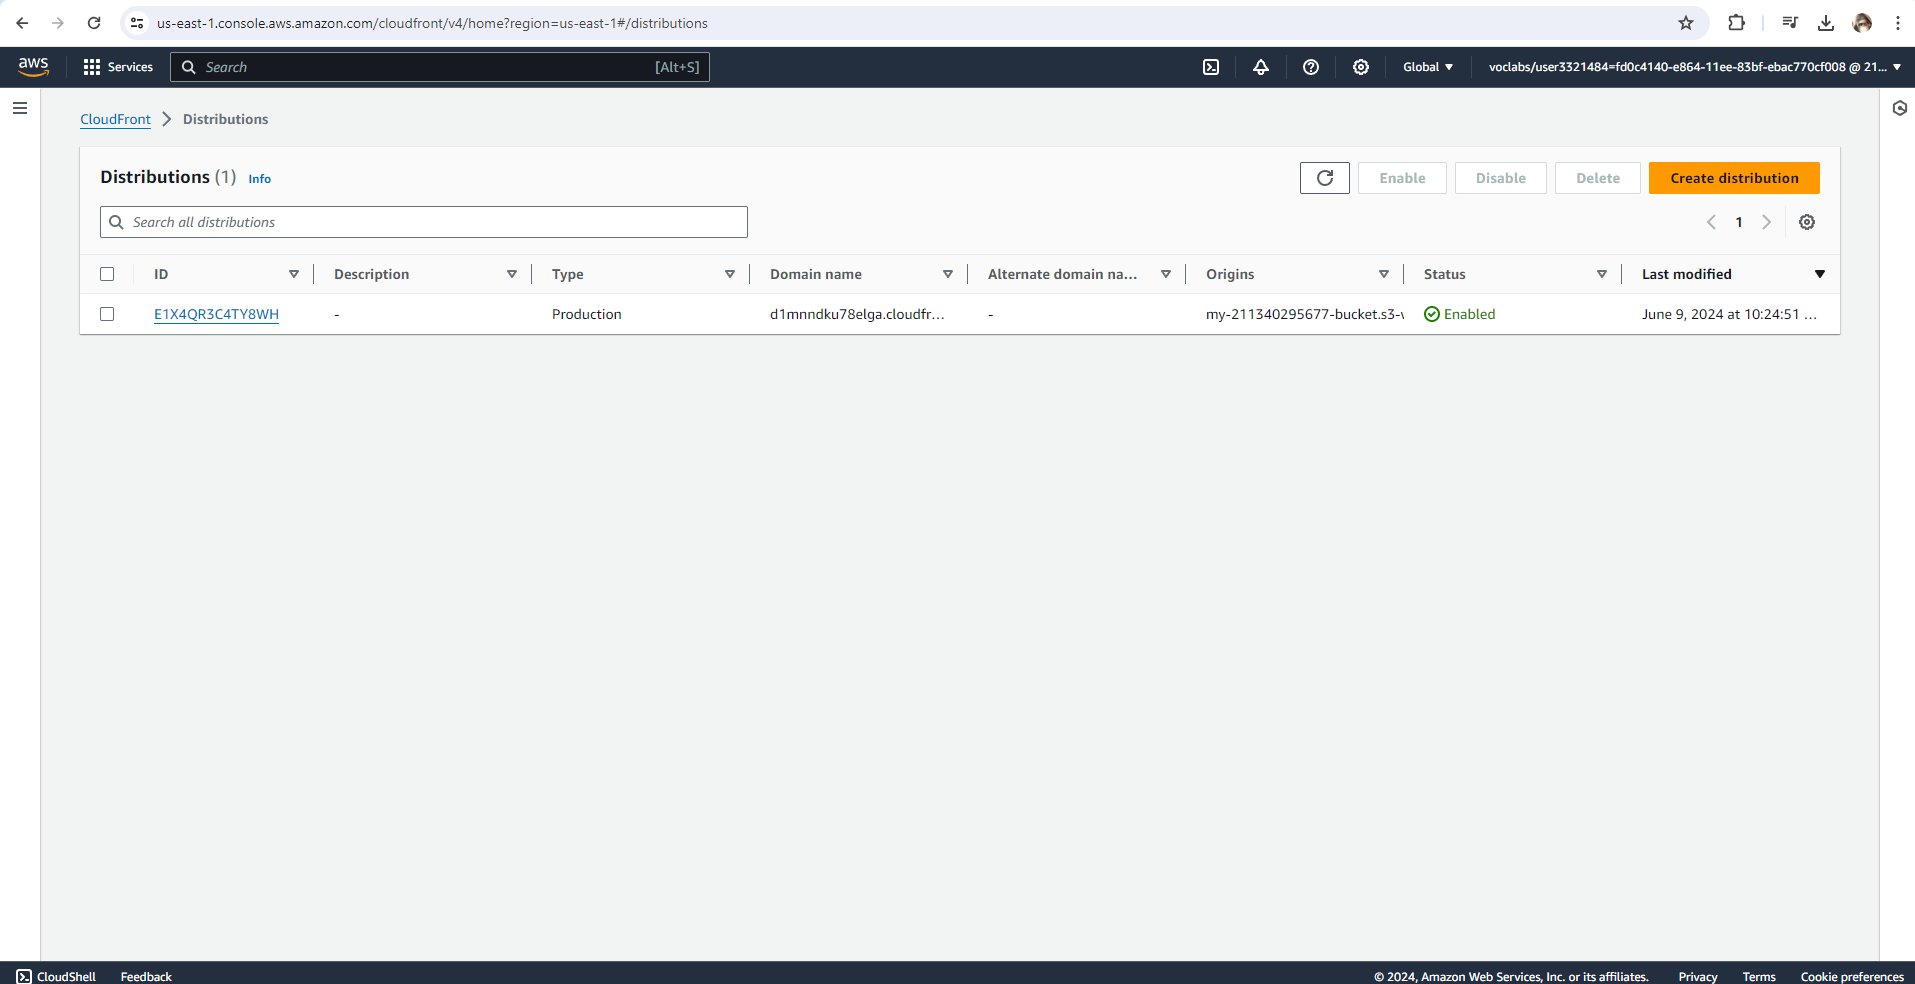 us-east-1.console.aws.amazon.com/cloudfront/v4/home?region=us-east-1#/distributions
aws Services Search [Alt+S] Global voclabs/user3321484=fd0c4140-e864-11ee-83bf-ebac770cf008 @ 21...
CloudFront Distributions
Distributions (1) Info Enable Disable Delete Create distribution
Search all distributions 1
ID Description Type Domain name Alternate domain na... Origins Status Last modified
E1X4QR3C4TY8WH - Production d1mnndku78elga.cloudfr... - my-211340295677-bucket.s3-v Enabled June 9, 2024 at 10:24:51 ...
CloudShell Feedback © 2024, Amazon Web Services, Inc. or its affiliates. Privacy Terms Cookie preferences